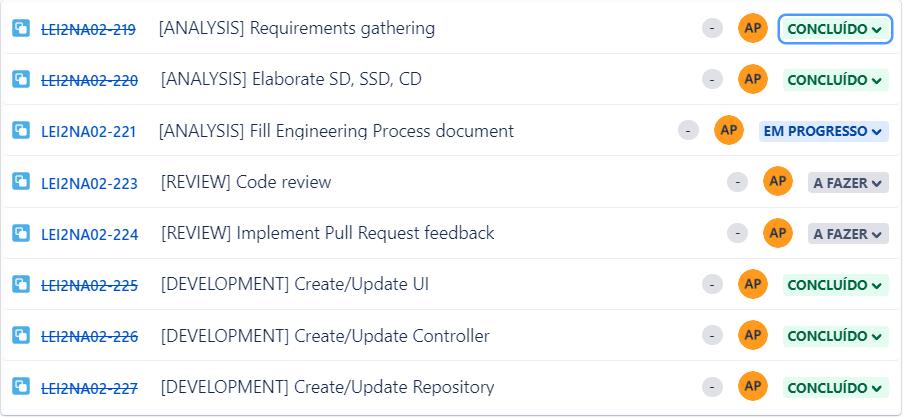 LEI2NA02-219 [ANALYSIS] Requirements gathering - AP CONCLUÍDO
LEI2NA02-220 [ANALYSIS] Elaborate SD, SSD, CD - AP CONCLUÍDO
LEI2NA02-221 [ANALYSIS] Fill Engineering Process document - AP EM PROGRESSO
LEI2NA02-223 [REVIEW] Code review - AP A FAZER
LEI2NA02-224 [REVIEW] Implement Pull Request feedback - AP A FAZER
LEI2NA02-225 [DEVELOPMENT] Create/Update UI - AP CONCLUÍDO
LEI2NA02-226 [DEVELOPMENT] Create/Update Controller - AP CONCLUÍDO
LEI2NA02-227 [DEVELOPMENT] Create/Update Repository - AP CONCLUÍDO